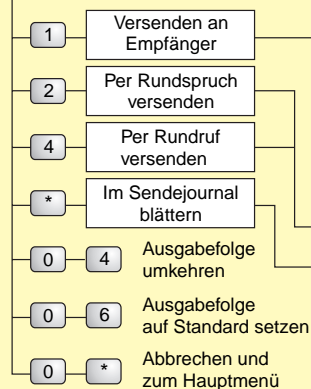 1 Versenden an
Empfänger
2 Per Rundspruch
versenden
4 Per Rundruf
versenden
* Im Sendejournal
blättern
0 4 Ausgabefolge
umkehren
0 6 Ausgabefolge
auf Standard setzen
0 * Abbrechen und
zum Hauptmenü